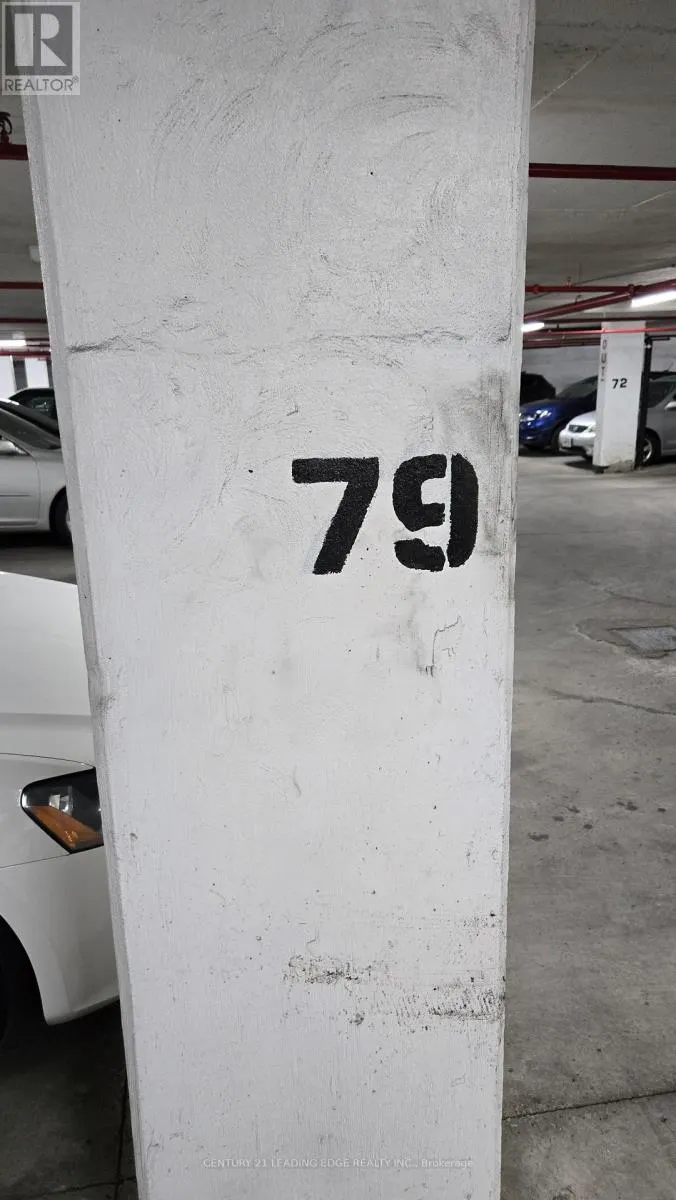 REALTOR®
OUT
72
79
CENTURY 21 LEADING EDGE REALTY INC., Brokerage